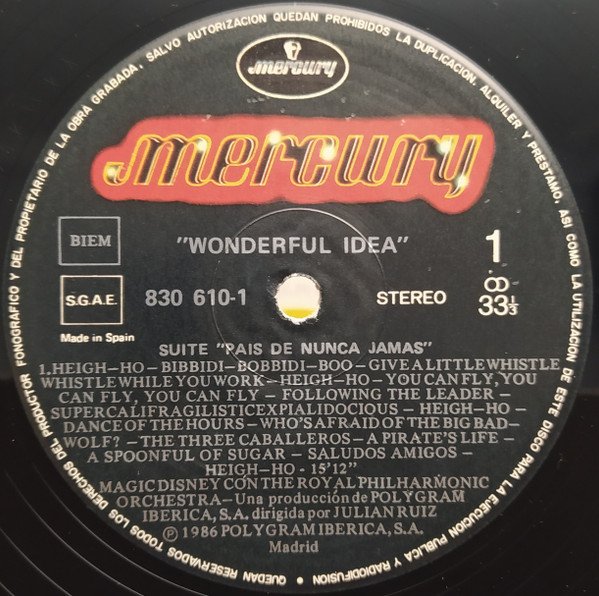 mercury
mercury
BIEM
"WONDERFUL IDEA"
1
S.G.A.E.
830 610-1
STEREO
33⅓
Made in Spain
SUITE "PAIS DE NUNCA JAMAS"
1. HEIGH-HO – BIBBIDI-BOBBIDI-BOO – GIVE A LITTLE WHISTLE
WHISTLE WHILE YOU WORK – HEIGH-HO – YOU CAN FLY, YOU
CAN FLY, YOU CAN FLY – FOLLOWING THE LEADER –
SUPERCALIFRAGILISTICEXPIALIDOCIOUS – HEIGH-HO –
DANCE OF THE HOURS – WHO'S AFRAID OF THE BIG BAD-
WOLF? – THE THREE CABALLEROS – A PIRATE'S LIFE –
A SPOONFUL OF SUGAR – SALUDOS AMIGOS –
HEIGH-HO - 15'12"
MAGIC DISNEY CON THE ROYAL PHILHARMONIC
ORCHESTRA – Una producción de POLYGRAM
IBERICA, S.A. dirigida por JULIAN RUIZ
℗ 1986 POLYGRAM IBERICA, S.A.
Madrid
• QUEDAN RESERVADOS TODOS LOS DERECHOS DEL PRODUCTOR FONOGRAFICO Y DEL PROPIETARIO DE LA OBRA GRABADA. SALVO AUTORIZACION QUEDAN PROHIBIDOS LA DUPLICACION, ALQUILER Y PRESTAMO, ASI COMO LA UTILIZACION DE ESTE DISCO PARA LA EJECUCION PUBLICA Y RADIODIFUSION